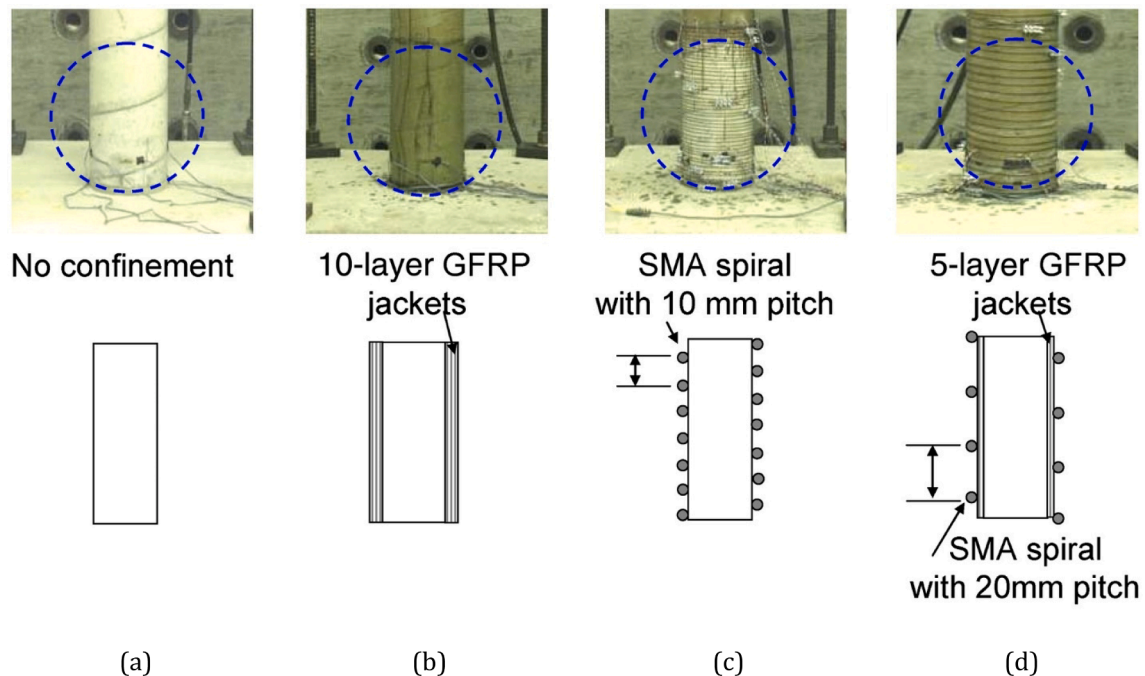 No confinement
10-layer GFRP
jackets
SMA spiral
with 10 mm pitch
5-layer GFRP
jackets
SMA spiral
with 20mm pitch
(a)
(b)
(c)
(d)